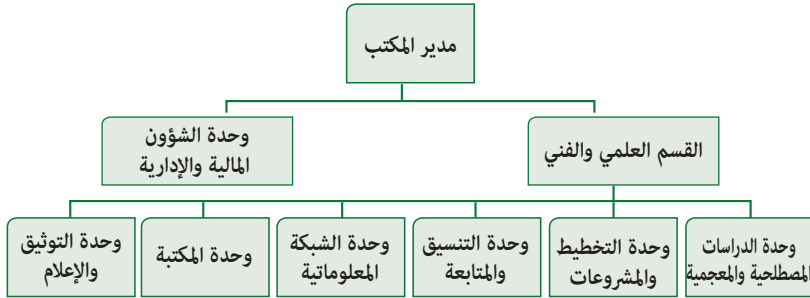 مدير المكتب
القسم العلمي والفني
وحدة الشؤون
المالية والإدارية
وحدة الدراسات
المصطلحية والمعجمية
وحدة التخطيط
والمشروعات
وحدة التنسيق
والمتابعة
وحدة الشبكة
المعلوماتية
وحدة المكتبة
وحدة التوثيق
والإعلام